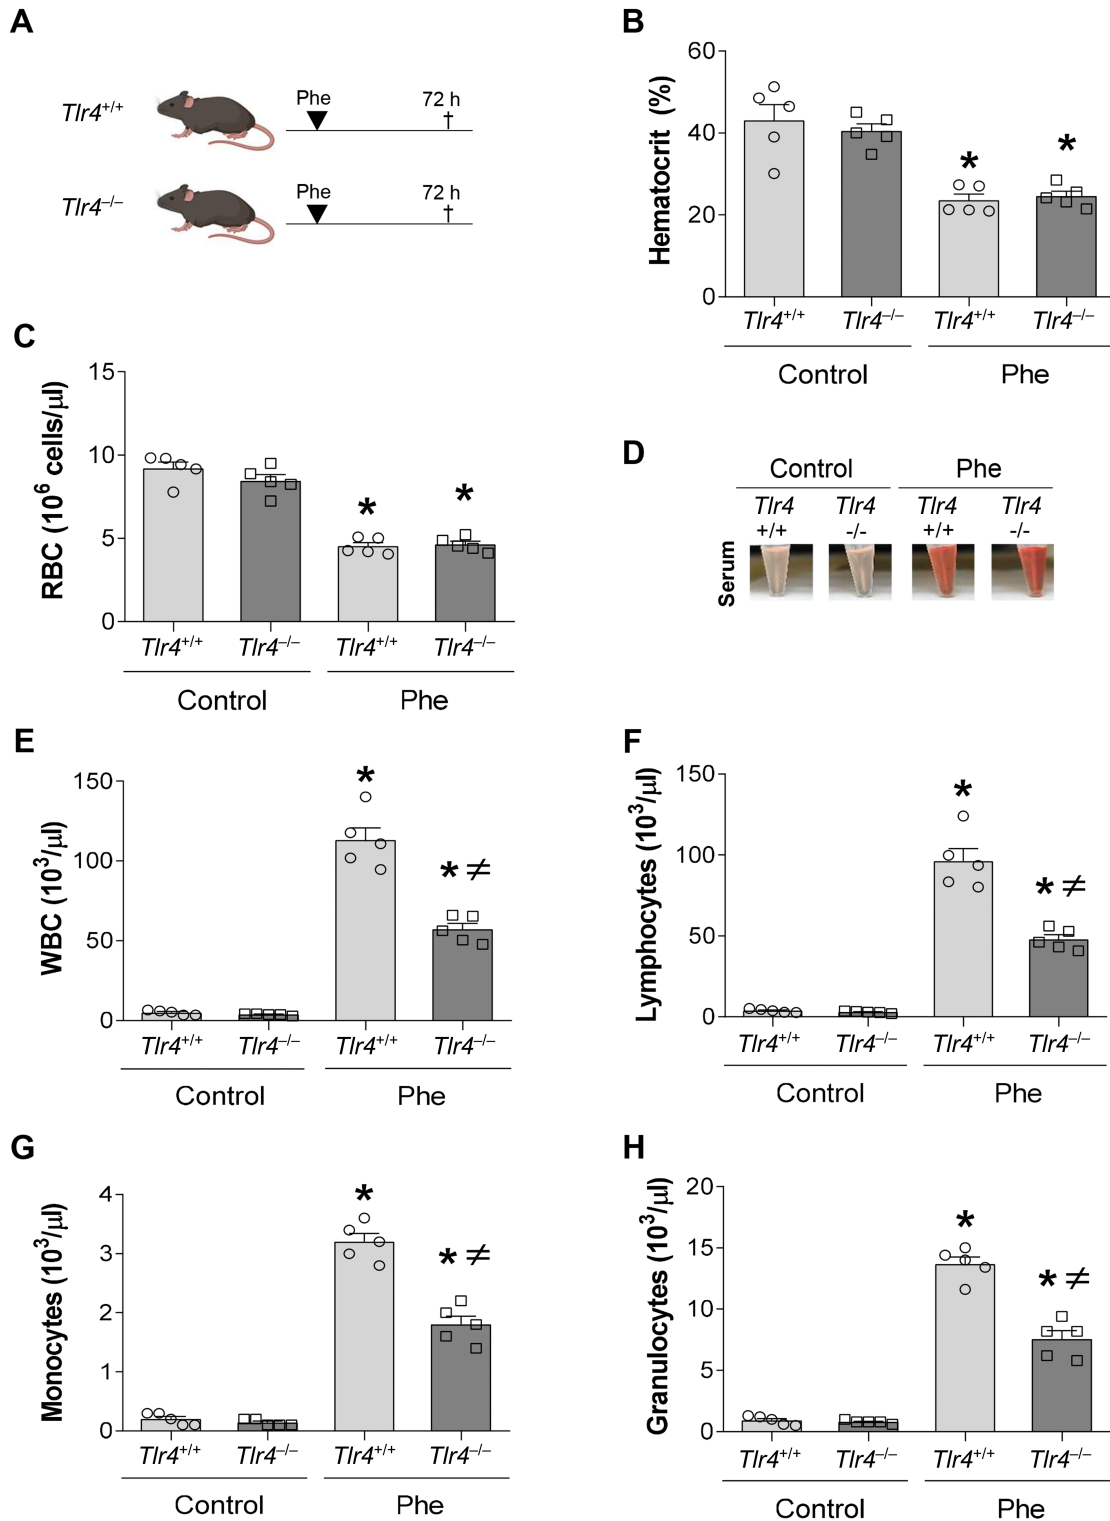 A
Tlr4+/+
Phe
72 h
†
Tlr4–/–
Phe
72 h
†
B
Hematocrit (%)
60
40
20
0
* *
Tlr4+/+ Tlr4–/– Tlr4+/+ Tlr4–/–
Control Phe
C
RBC (10⁶ cells/µl)
15
10
5
0
* *
Tlr4+/+ Tlr4–/– Tlr4+/+ Tlr4–/–
Control Phe
D
Control Phe
Tlr4 Tlr4 Tlr4 Tlr4
+/+ -/- +/+ -/-
Serum
E
WBC (10³/µl)
150
100
50
0
*
* ≠
Tlr4+/+ Tlr4–/– Tlr4+/+ Tlr4–/–
Control Phe
F
Lymphocytes (10³/µl)
150
100
50
0
*
* ≠
Tlr4+/+ Tlr4–/– Tlr4+/+ Tlr4–/–
Control Phe
G
Monocytes (10³/µl)
4
3
2
1
0
*
* ≠
Tlr4+/+ Tlr4–/– Tlr4+/+ Tlr4–/–
Control Phe
H
Granulocytes (10³/µl)
20
15
10
5
0
*
* ≠
Tlr4+/+ Tlr4–/– Tlr4+/+ Tlr4–/–
Control Phe